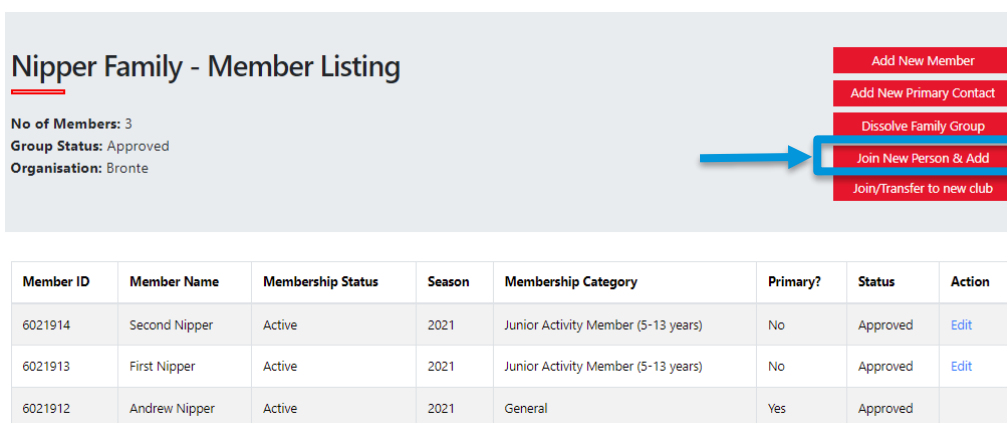 Nipper Family - Member Listing
No of Members: 3
Group Status: Approved
Organisation: Bronte
Add New Member
Add New Primary Contact
Dissolve Family Group
Join New Person & Add
Join/Transfer to new club
Member ID Member Name Membership Status Season Membership Category Primary? Status Action
6021914 Second Nipper Active 2021 Junior Activity Member (5-13 years) No Approved Edit
6021913 First Nipper Active 2021 Junior Activity Member (5-13 years) No Approved Edit
6021912 Andrew Nipper Active 2021 General Yes Approved